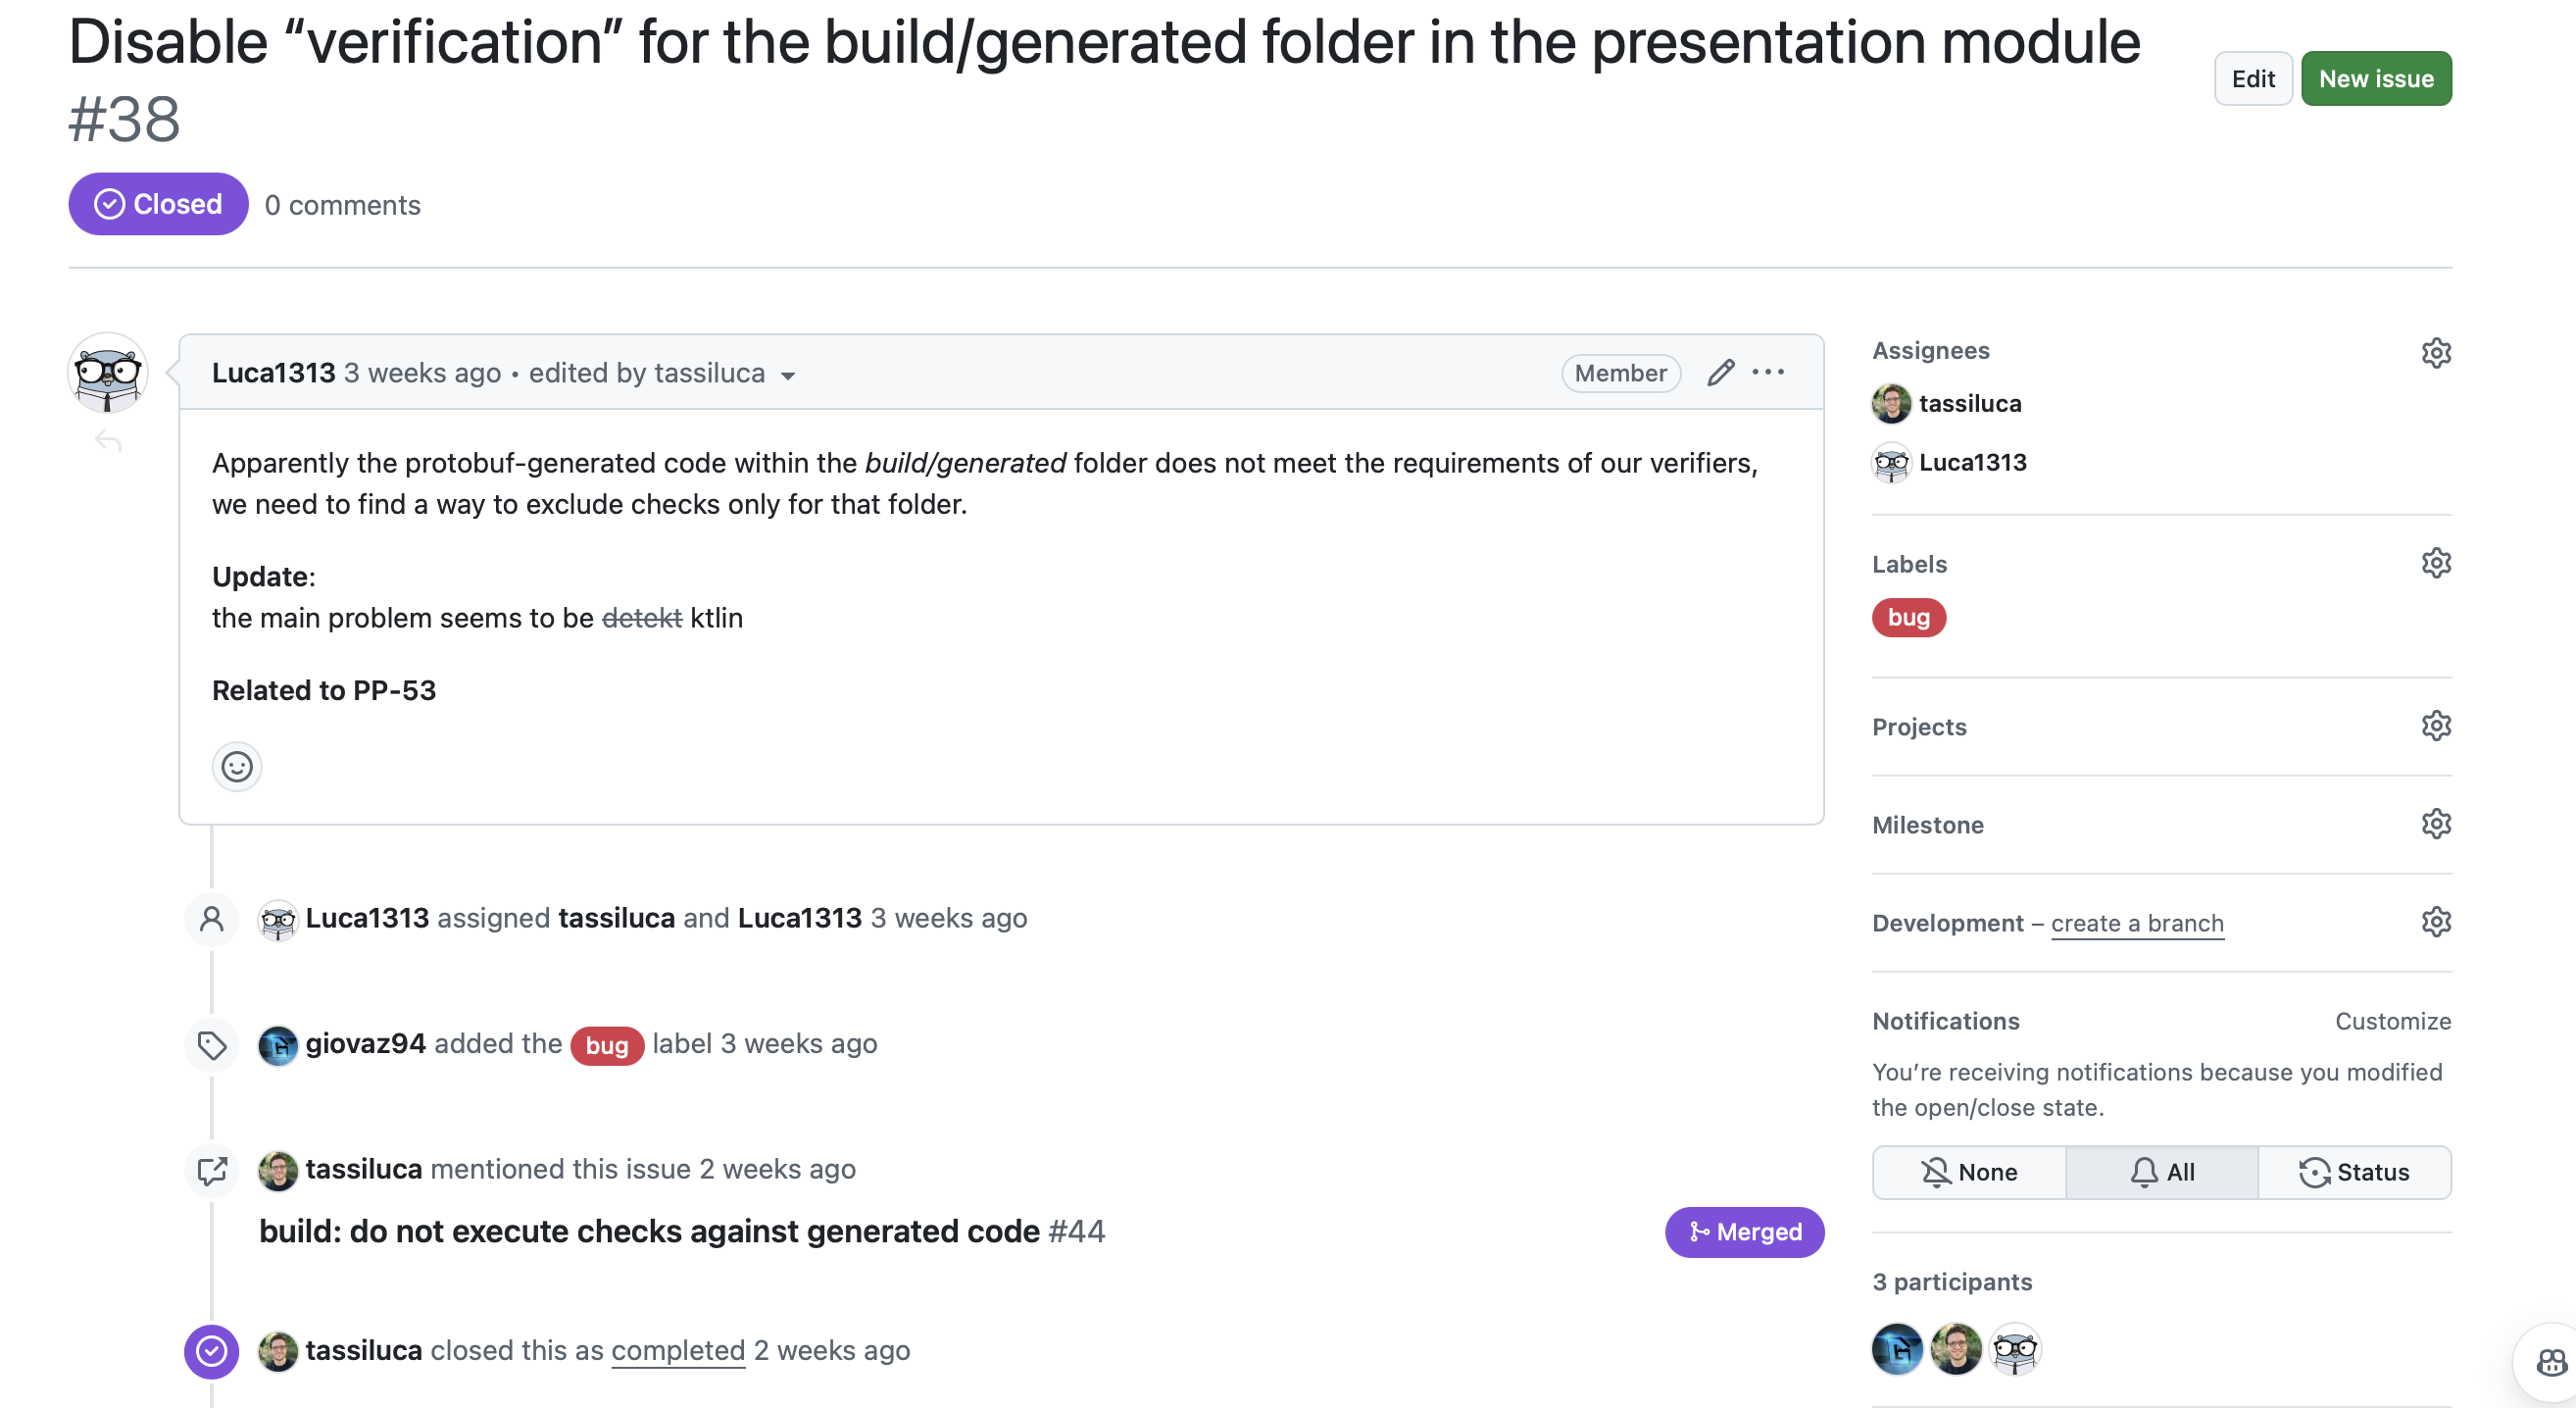 Disable “verification” for the build/generated folder in the presentation module
#38
Edit
New issue
Closed
0 comments
Luca1313 3 weeks ago • edited by tassiluca
Member
Apparently the protobuf-generated code within the build/generated folder does not meet the requirements of our verifiers,
we need to find a way to exclude checks only for that folder.
Update:
the main problem seems to be detekt ktlin
Related to PP-53
Luca1313 assigned tassiluca and Luca1313 3 weeks ago
giovaz94 added the bug label 3 weeks ago
tassiluca mentioned this issue 2 weeks ago
build: do not execute checks against generated code #44
Merged
tassiluca closed this as completed 2 weeks ago
Assignees
tassiluca
Luca1313
Labels
bug
Projects
Milestone
Development – create a branch
Notifications
Customize
You’re receiving notifications because you modified
the open/close state.
None
All
Status
3 participants